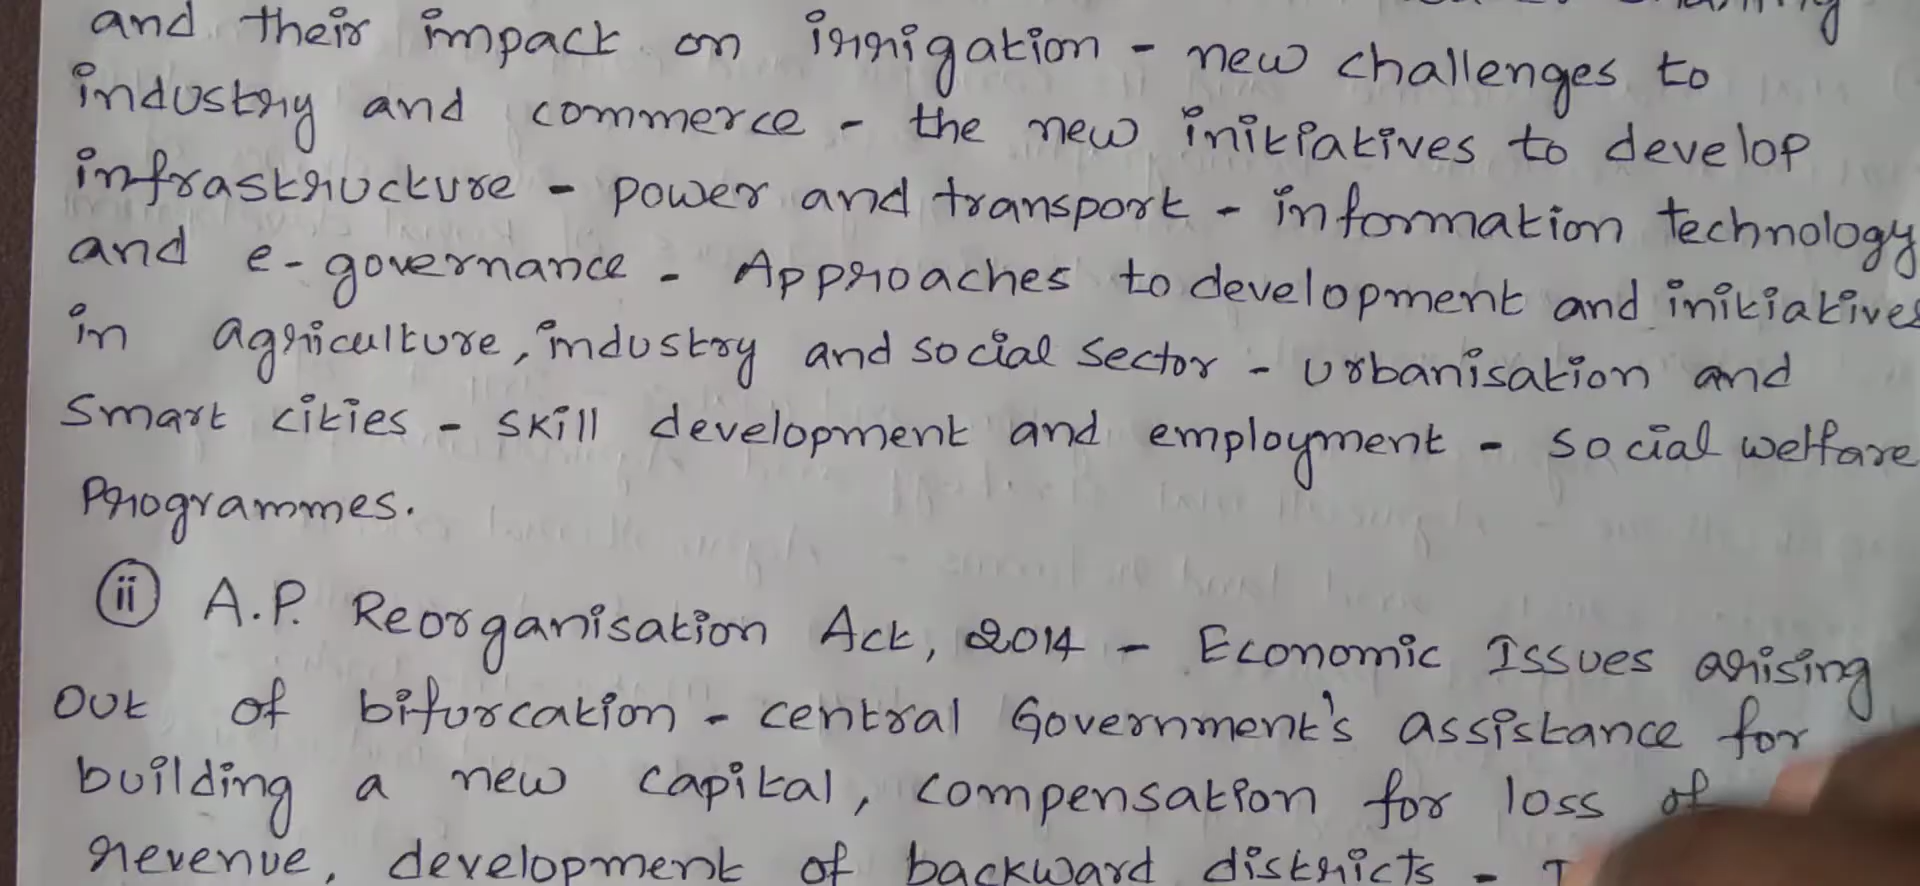 and their impact on irrigation - new challenges to
industry and commerce - the new initiatives to develop
infrastructure - power and transport - information technology
and e-governance - Approaches to development and initiatives
in agriculture, industry and social sector - urbanisation and
smart cities - skill development and employment - social welfare
Programmes.
(ii) A.P. Reorganisation Act, 2014 - Economic Issues arising
out of bifurcation - central Government's assistance for
building a new capital, compensation for loss of
revenue, development of backward districts -